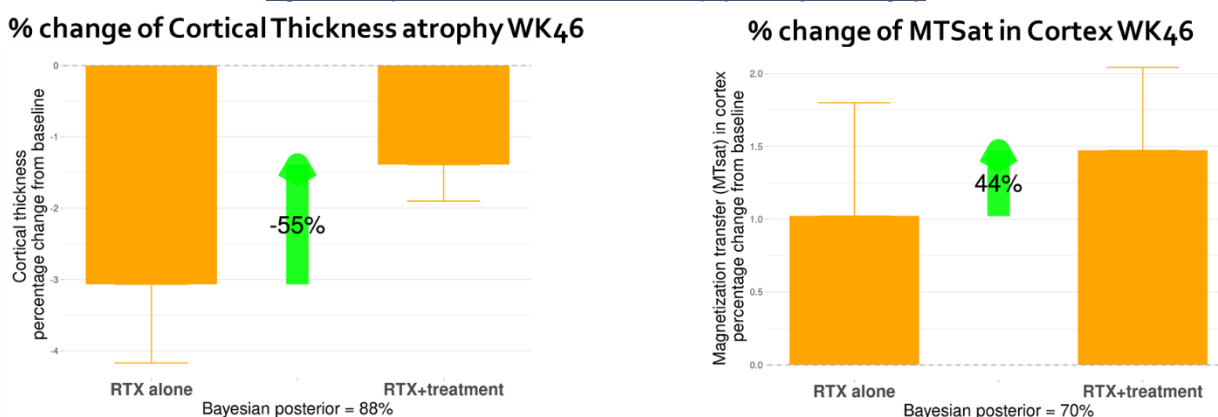 % change of Cortical Thickness atrophy WK46
0
-1
-2
-3
-4
Cortical thickness
percentage change from baseline
-55%
RTX alone
RTX+treatment
Bayesian posterior = 88%
% change of MTSat in Cortex WK46
2.0
1.5
1.0
0.5
0.0
Magnetization transfer (MTsat) in cortex
percentage change from baseline
44%
RTX alone
RTX+treatment
Bayesian posterior = 70%